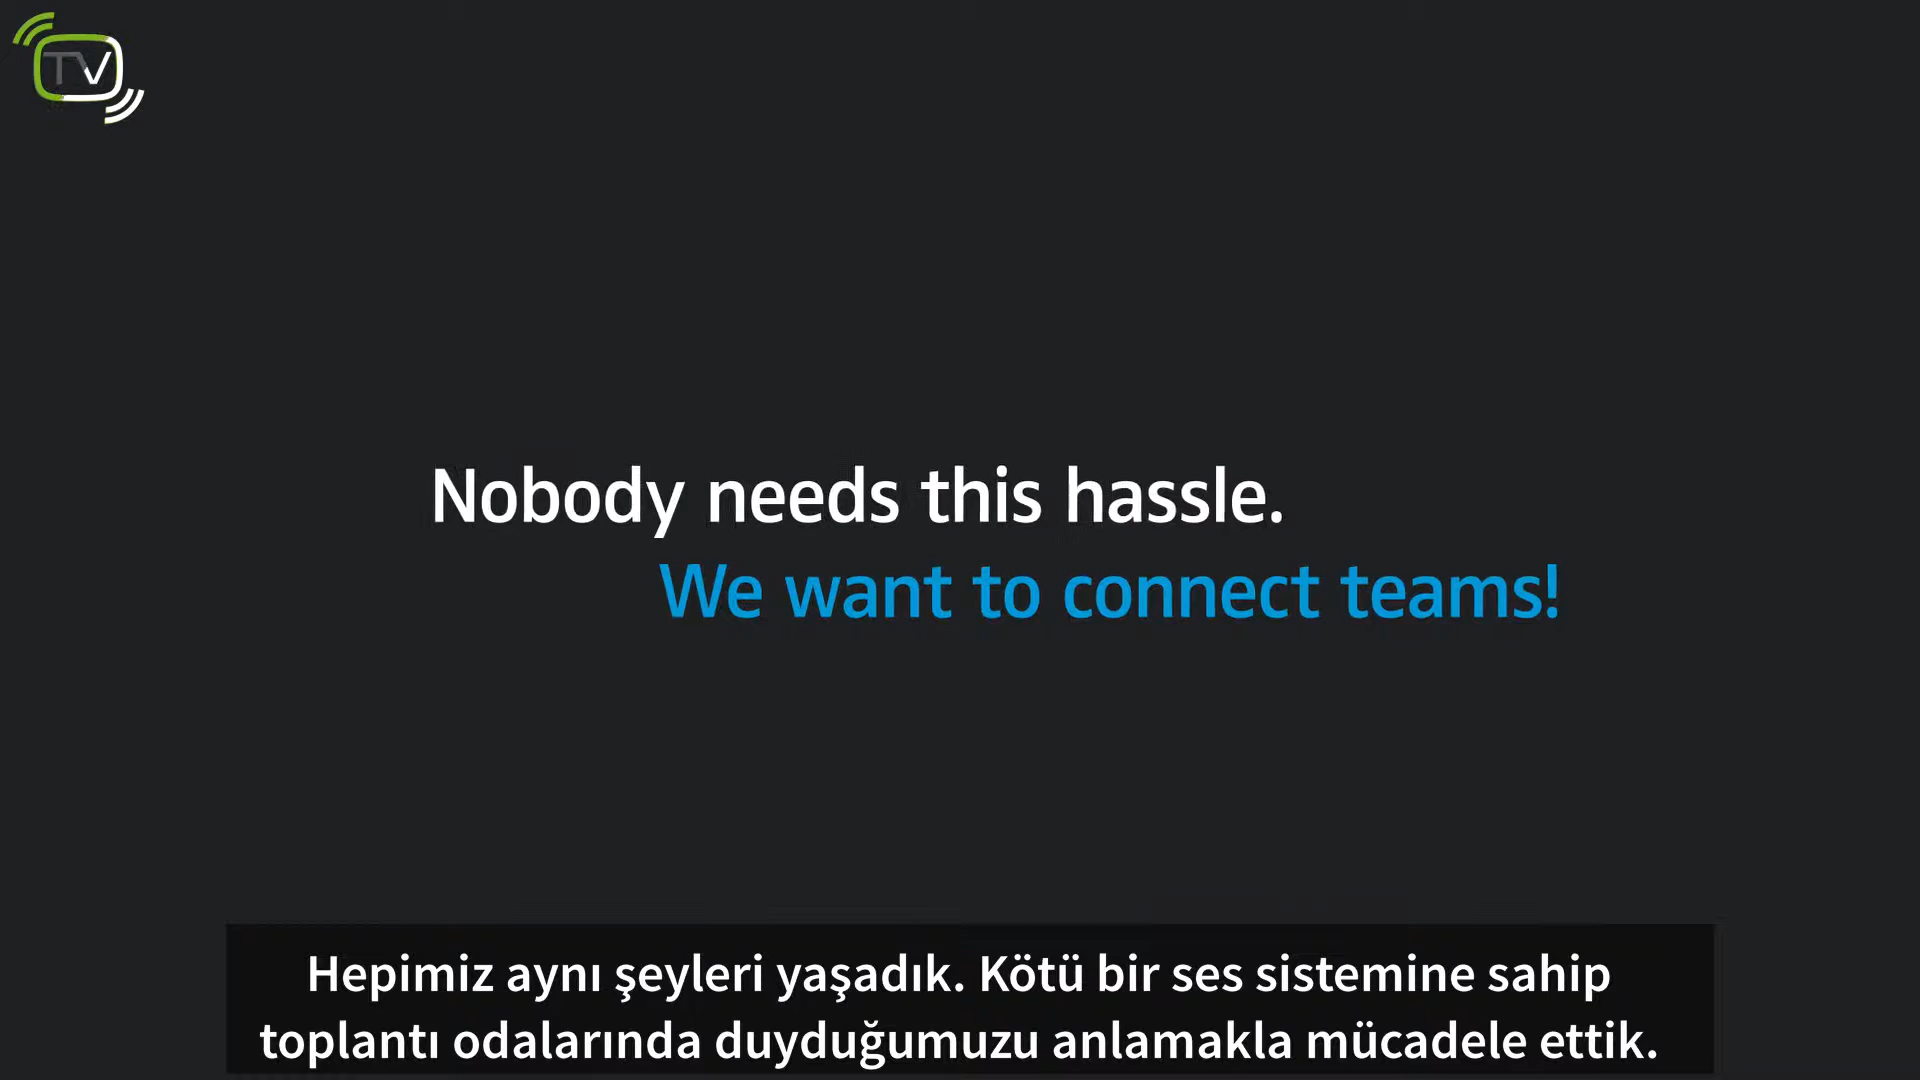 TV
Nobody needs this hassle.
We want to connect teams!
Hepimiz aynı şeyleri yaşadık. Kötü bir ses sistemine sahip
toplantı odalarında duyduğumuzu anlamakla mücadele ettik.